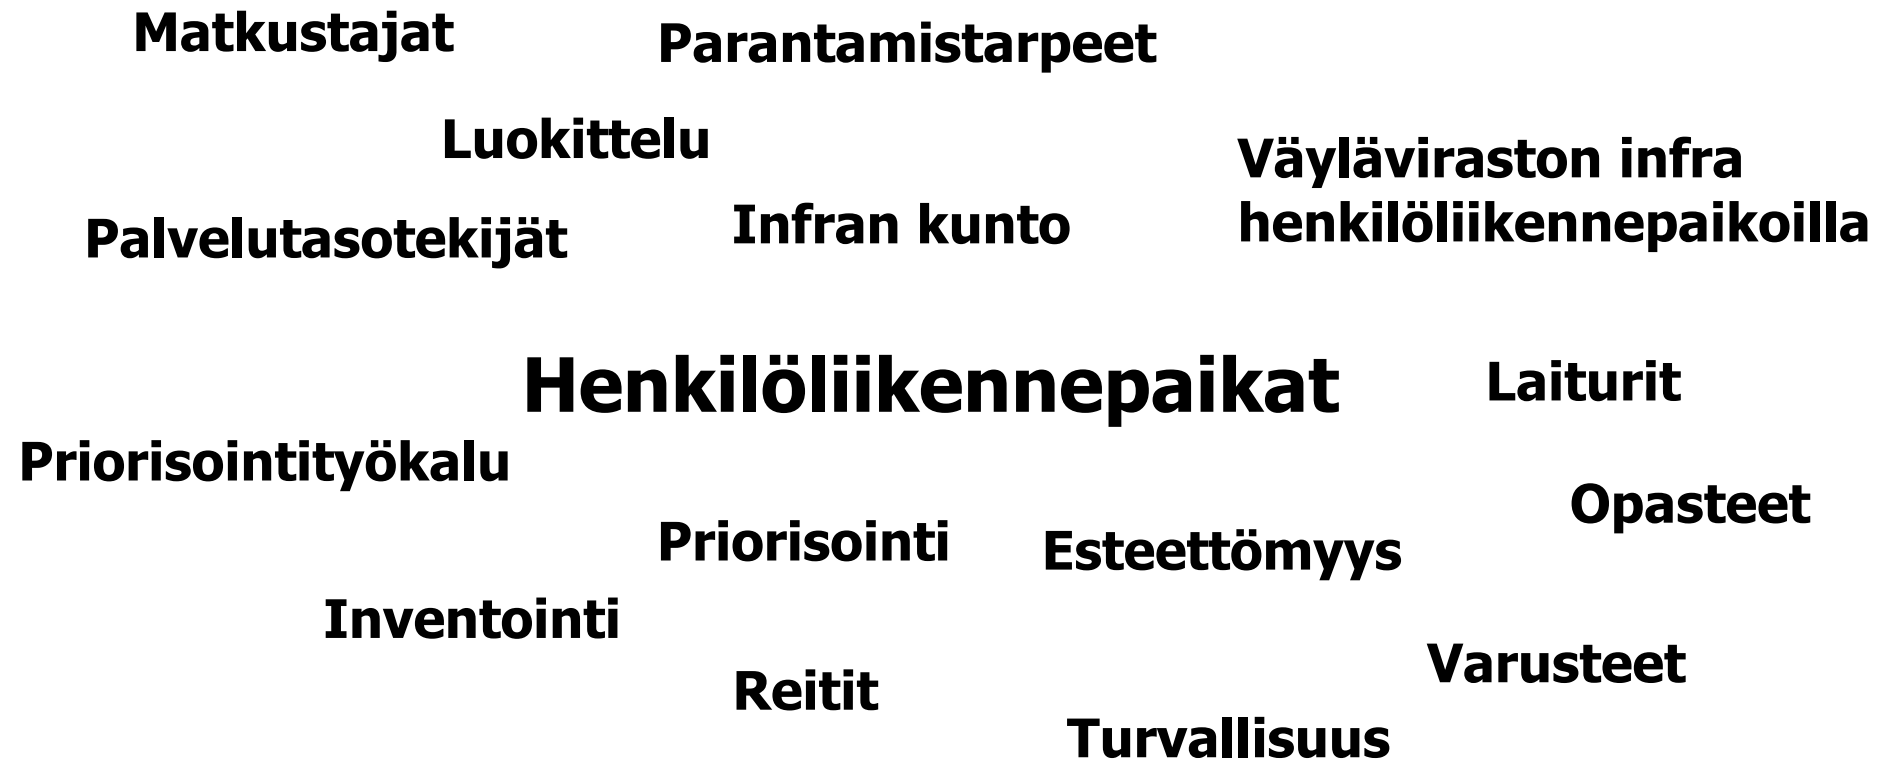 Matkustajat
Parantamistarpeet
Luokittelu
Väyläviraston infra
henkilöliikennepaikoilla
Palvelutasotekijät
Infran kunto
Henkilöliikennepaikat
Laiturit
Priorisointityökalu
Opasteet
Priorisointi
Esteettömyys
Inventointi
Varusteet
Reitit
Turvallisuus